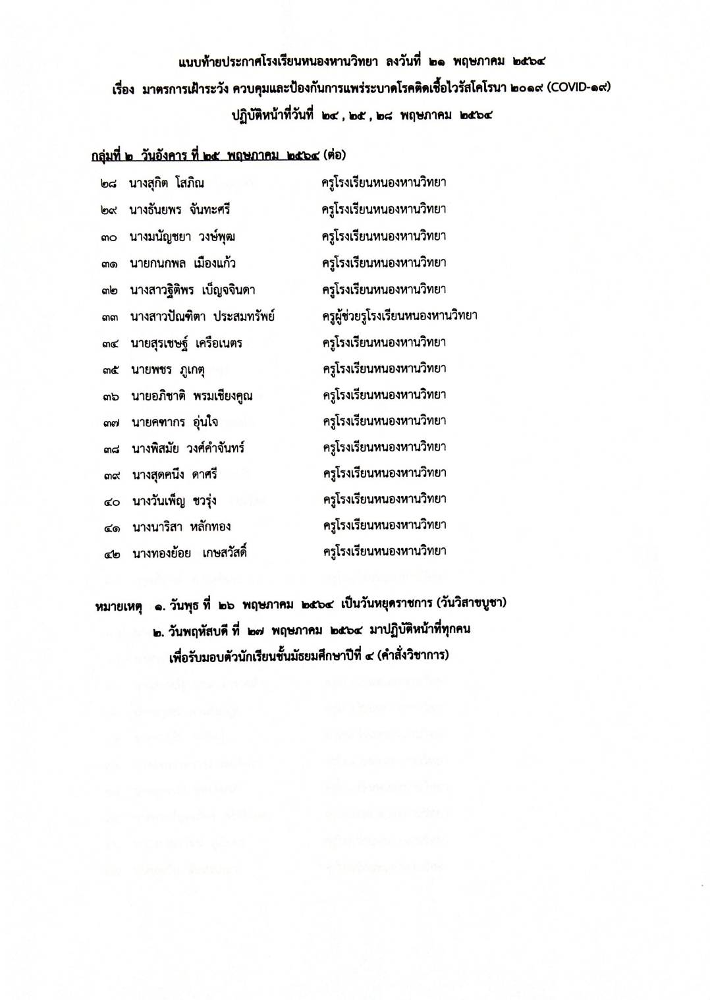 แนบท้ายประกาศโรงเรียนหนองหานวิทยา ลงวันที่ ๒๑ พฤษภาคม ๒๕๖๔
เรื่อง มาตรการเฝ้าระวัง ควบคุมและป้องกันการแพร่ระบาดโรคติดเชื้อไวรัสโคโรนา ๒๐๑๙ (COVID-๑๙)
ปฏิบัติหน้าที่วันที่ ๒๔ , ๒๕ , ๒๘ พฤษภาคม ๒๕๖๔
กลุ่มที่ ๒ วันอังคาร ที่ ๒๕ พฤษภาคม ๒๕๖๔ (ต่อ)
๒๘ นางสุกิต โสภิณ ครูโรงเรียนหนองหานวิทยา
๒๙ นางธันยพร จันทะศรี ครูโรงเรียนหนองหานวิทยา
๓๐ นางมนัญชยา วงษ์พุฒ ครูโรงเรียนหนองหานวิทยา
๓๑ นายกนกพล เมืองแก้ว ครูโรงเรียนหนองหานวิทยา
๓๒ นางสาวฐิติพร เบ็ญจจินดา ครูโรงเรียนหนองหานวิทยา
๓๓ นางสาวปัณฑิตา ประสมทรัพย์ ครูผู้ช่วยรูโรงเรียนหนองหานวิทยา
๓๔ นายสุรเชษฐ์ เครือเนตร ครูโรงเรียนหนองหานวิทยา
๓๕ นายพชร ภูเกตุ ครูโรงเรียนหนองหานวิทยา
๓๖ นายอภิชาติ พรมเชียงคูณ ครูโรงเรียนหนองหานวิทยา
๓๗ นายคฑากร อุ่นใจ ครูโรงเรียนหนองหานวิทยา
๓๘ นางพิสมัย วงศ์คำจันทร์ ครูโรงเรียนหนองหานวิทยา
๓๙ นางสุดคนึง ดาศรี ครูโรงเรียนหนองหานวิทยา
๔๐ นางวันเพ็ญ ชวรุ่ง ครูโรงเรียนหนองหานวิทยา
๔๑ นางนาริสา หลักทอง ครูโรงเรียนหนองหานวิทยา
๔๒ นางทองย้อย เกษสวัสดิ์ ครูโรงเรียนหนองหานวิทยา
หมายเหตุ ๑. วันพุธ ที่ ๒๖ พฤษภาคม ๒๕๖๔ เป็นวันหยุดราชการ (วันวิสาขบูชา)
๒. วันพฤหัสบดี ที่ ๒๗ พฤษภาคม ๒๕๖๔ มาปฏิบัติหน้าที่ทุกคน
เพื่อรับมอบตัวนักเรียนชั้นมัธยมศึกษาปีที่ ๔ (คำสั่งวิชาการ)